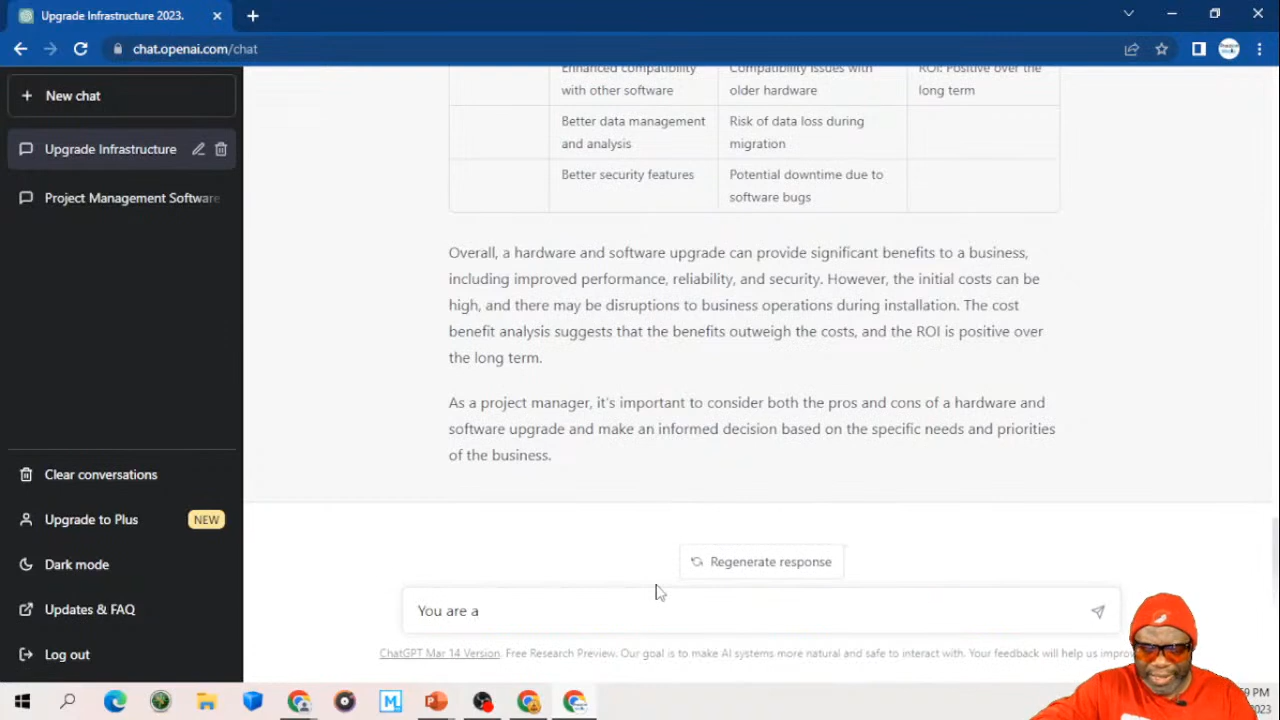 Upgrade Infrastructure 2023.
chat.openai.com/chat
New chat
Upgrade Infrastructure
Project Management Software
Clear conversations
Upgrade to Plus
NEW
Dark mode
Updates & FAQ
Log out
Enhanced compatibility
with other software
Compatibility issues with
older hardware
ROI: Positive over the
long term
Better data management
and analysis
Risk of data loss during
migration
Better security features
Potential downtime due to
software bugs
Overall, a hardware and software upgrade can provide significant benefits to a business,
including improved performance, reliability, and security. However, the initial costs can be
high, and there may be disruptions to business operations during installation. The cost
benefit analysis suggests that the benefits outweigh the costs, and the ROI is positive over
the long term.
As a project manager, it's important to consider both the pros and cons of a hardware and
software upgrade and make an informed decision based on the specific needs and priorities
of the business.
Regenerate response
You are a
ChatGPT Mar 14 Version. Free Research Preview. Our goal is to make AI systems more natural and safe to interact with. Your feedback will help us